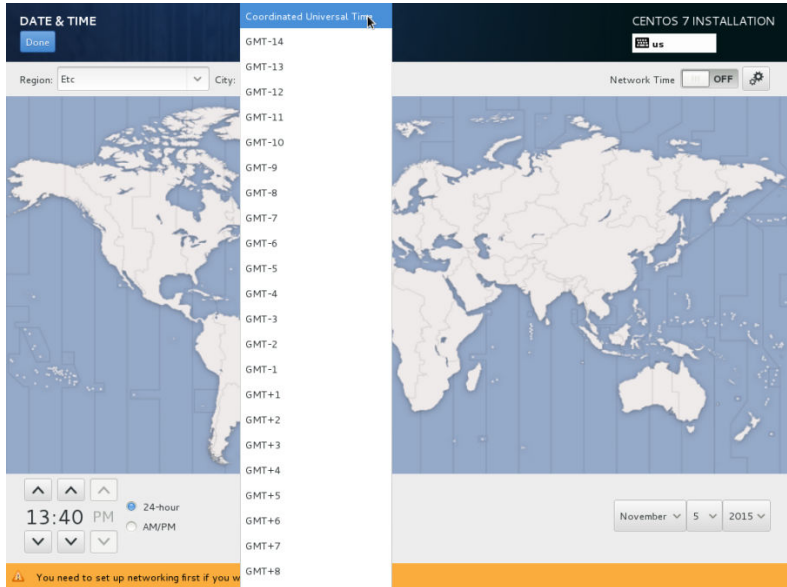 DATE & TIME
CENTOS 7 INSTALLATION
Done
us
Region: Etc City:
Network Time OFF
Coordinated Universal Time
GMT-14
GMT-13
GMT-12
GMT-11
GMT-10
GMT-9
GMT-8
GMT-7
GMT-6
GMT-5
GMT-4
GMT-3
GMT-2
GMT-1
GMT+1
GMT+2
GMT+3
GMT+4
GMT+5
GMT+6
GMT+7
GMT+8
13:40 PM
24-hour
AM/PM
November 5 2015
You need to set up networking first if you w